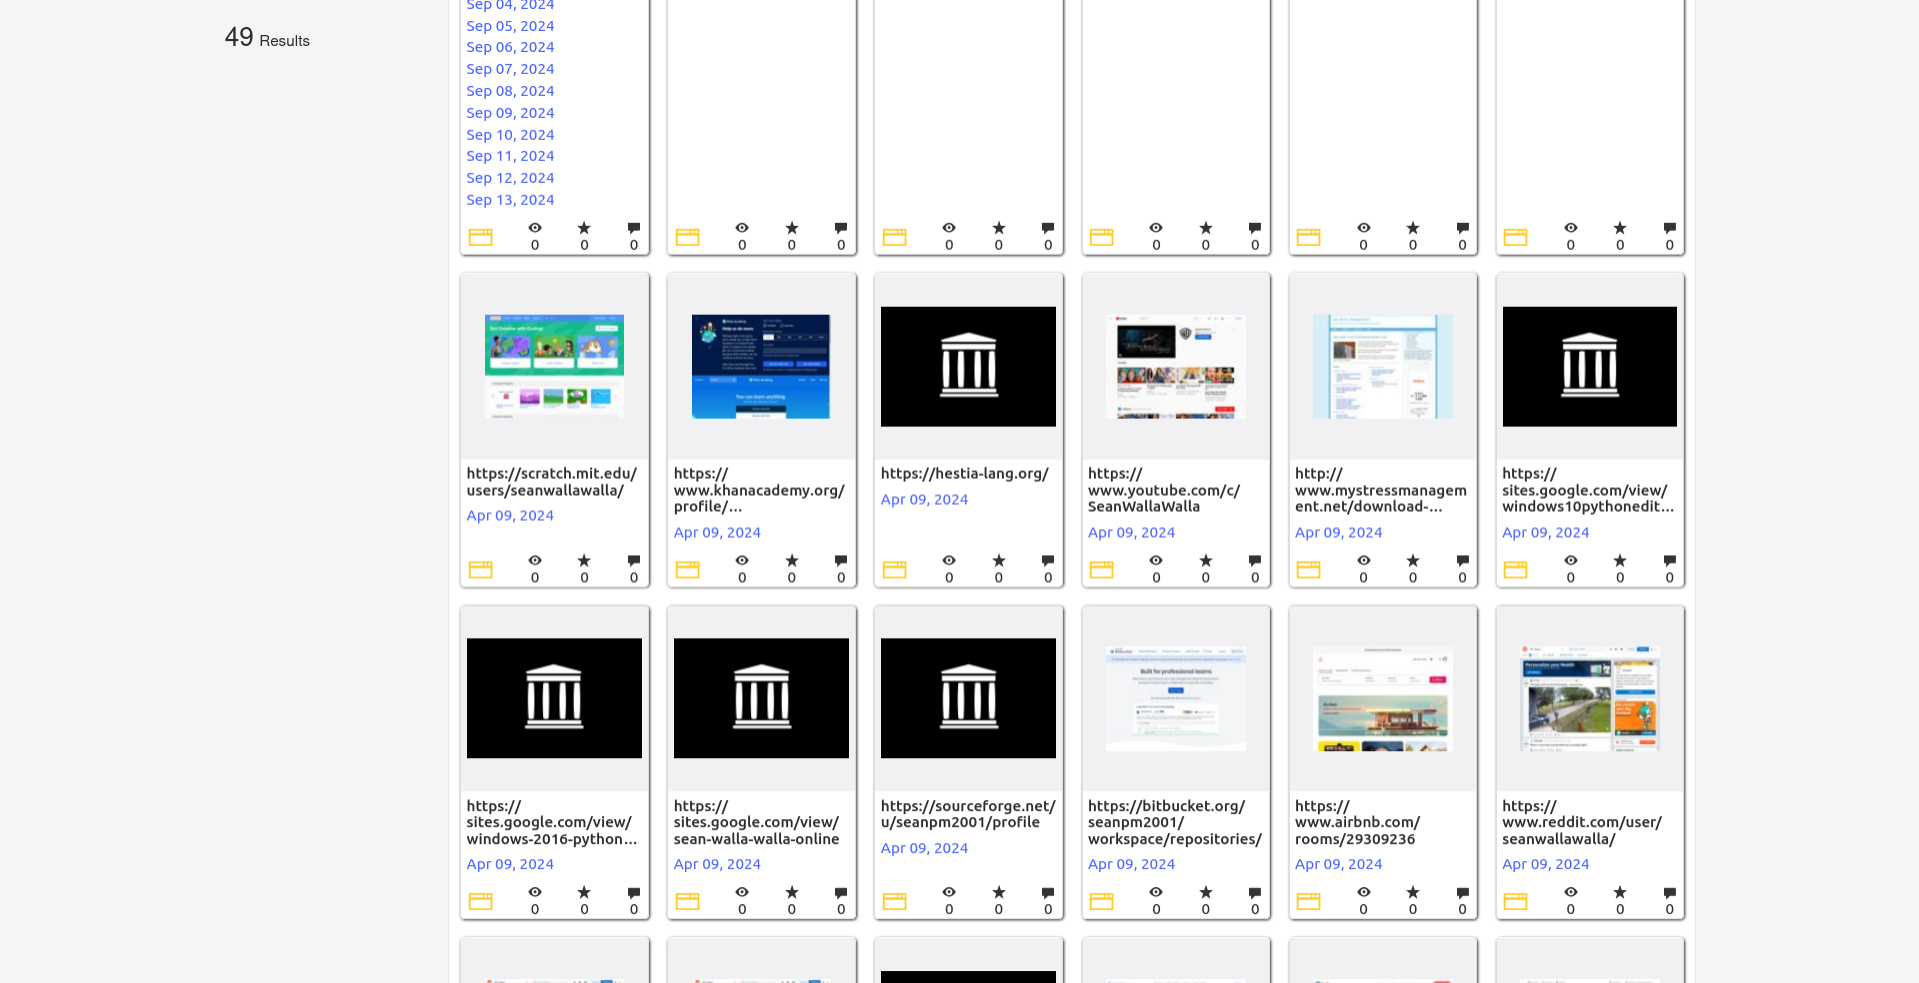 49 Results
Sep 04, 2024
Sep 05, 2024
Sep 06, 2024
Sep 07, 2024
Sep 08, 2024
Sep 09, 2024
Sep 10, 2024
Sep 11, 2024
Sep 12, 2024
Sep 13, 2024
0 0 0
0 0 0
0 0 0
0 0 0
0 0 0
0 0 0
https://scratch.mit.edu/
users/seanwallawalla/
Apr 09, 2024
0 0 0
https://
www.khanacademy.org/
profile/...
Apr 09, 2024
0 0 0
https://hestia-lang.org/
Apr 09, 2024
0 0 0
https://
www.youtube.com/c/
SeanWallaWalla
Apr 09, 2024
0 0 0
http://
www.mystressmanagem
ent.net/download-...
Apr 09, 2024
0 0 0
https://
sites.google.com/view/
windows10pythonedit...
Apr 09, 2024
0 0 0
https://
sites.google.com/view/
windows-2016-python...
Apr 09, 2024
0 0 0
https://
sites.google.com/view/
sean-walla-walla-online
Apr 09, 2024
0 0 0
https://sourceforge.net/
u/seanpm2001/profile
Apr 09, 2024
0 0 0
Built for professional teams
https://bitbucket.org/
seanpm2001/
workspace/repositories/
Apr 09, 2024
0 0 0
https://
www.airbnb.com/
rooms/29309236
Apr 09, 2024
0 0 0
https://
www.reddit.com/user/
seanwallawalla/
Apr 09, 2024
0 0 0